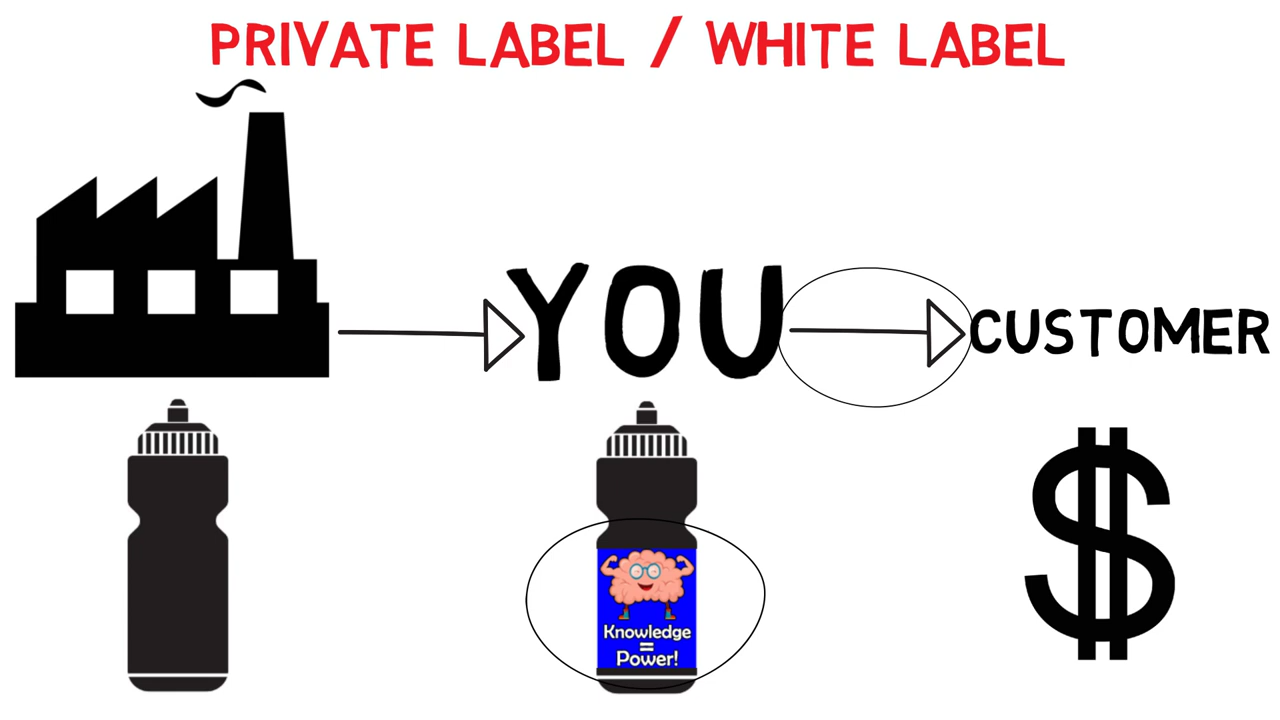 PRIVATE LABEL / WHITE LABEL
YOU
CUSTOMER
$
Knowledge
=
Power!